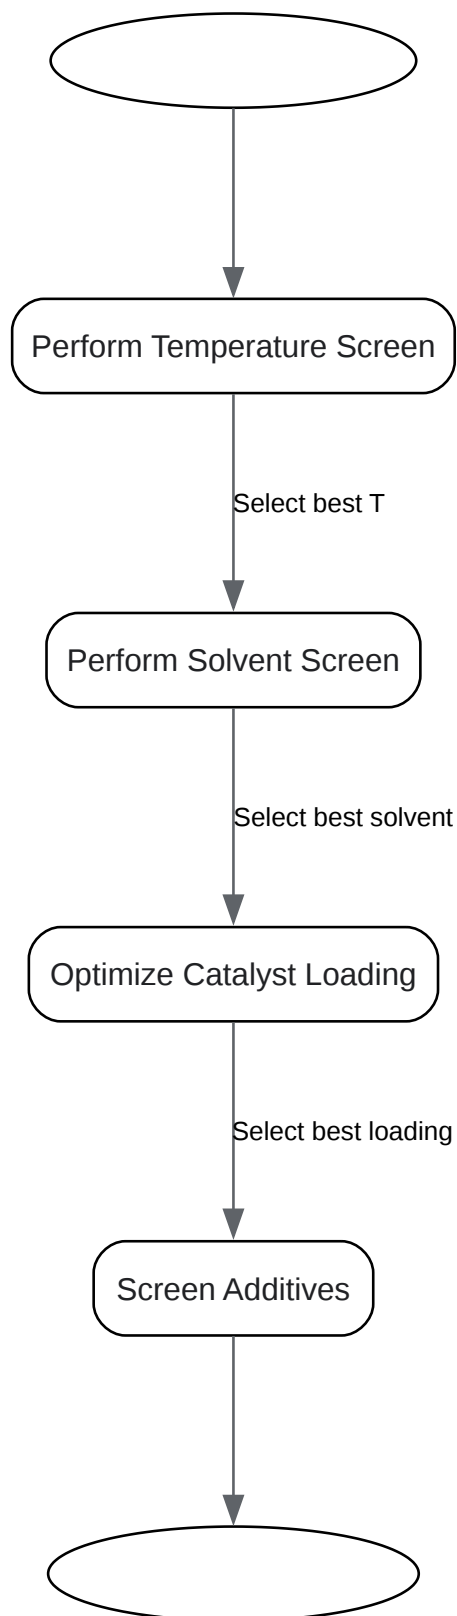 Perform Temperature Screen
Select best T
Perform Solvent Screen
Select best solvent
Optimize Catalyst Loading
Select best loading
Screen Additives